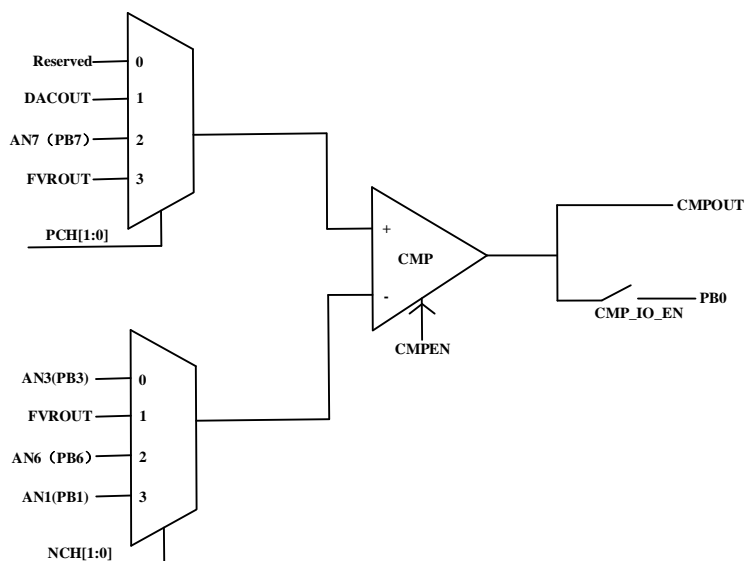 Reserved 0
DACOUT 1
AN7（PB7） 2
FVROUT 3
PCH[1:0]
+
CMP
-
CMPEN
CMPOUT
PB0
CMP_IO_EN
AN3(PB3) 0
FVROUT 1
AN6（PB6） 2
AN1(PB1) 3
NCH[1:0]